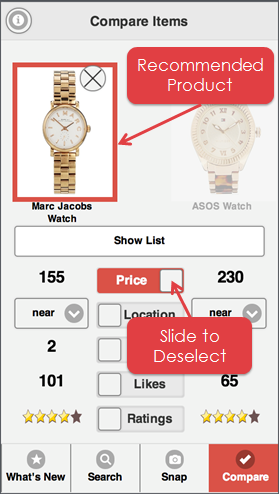 Compare Items
Recommended
Product
Marc Jacobs
Watch
ASOS Watch
Show List
155 Price 230
near Location near
Slide to
Deselect
2
101 Likes 65
Ratings
What's New Search Snap Compare